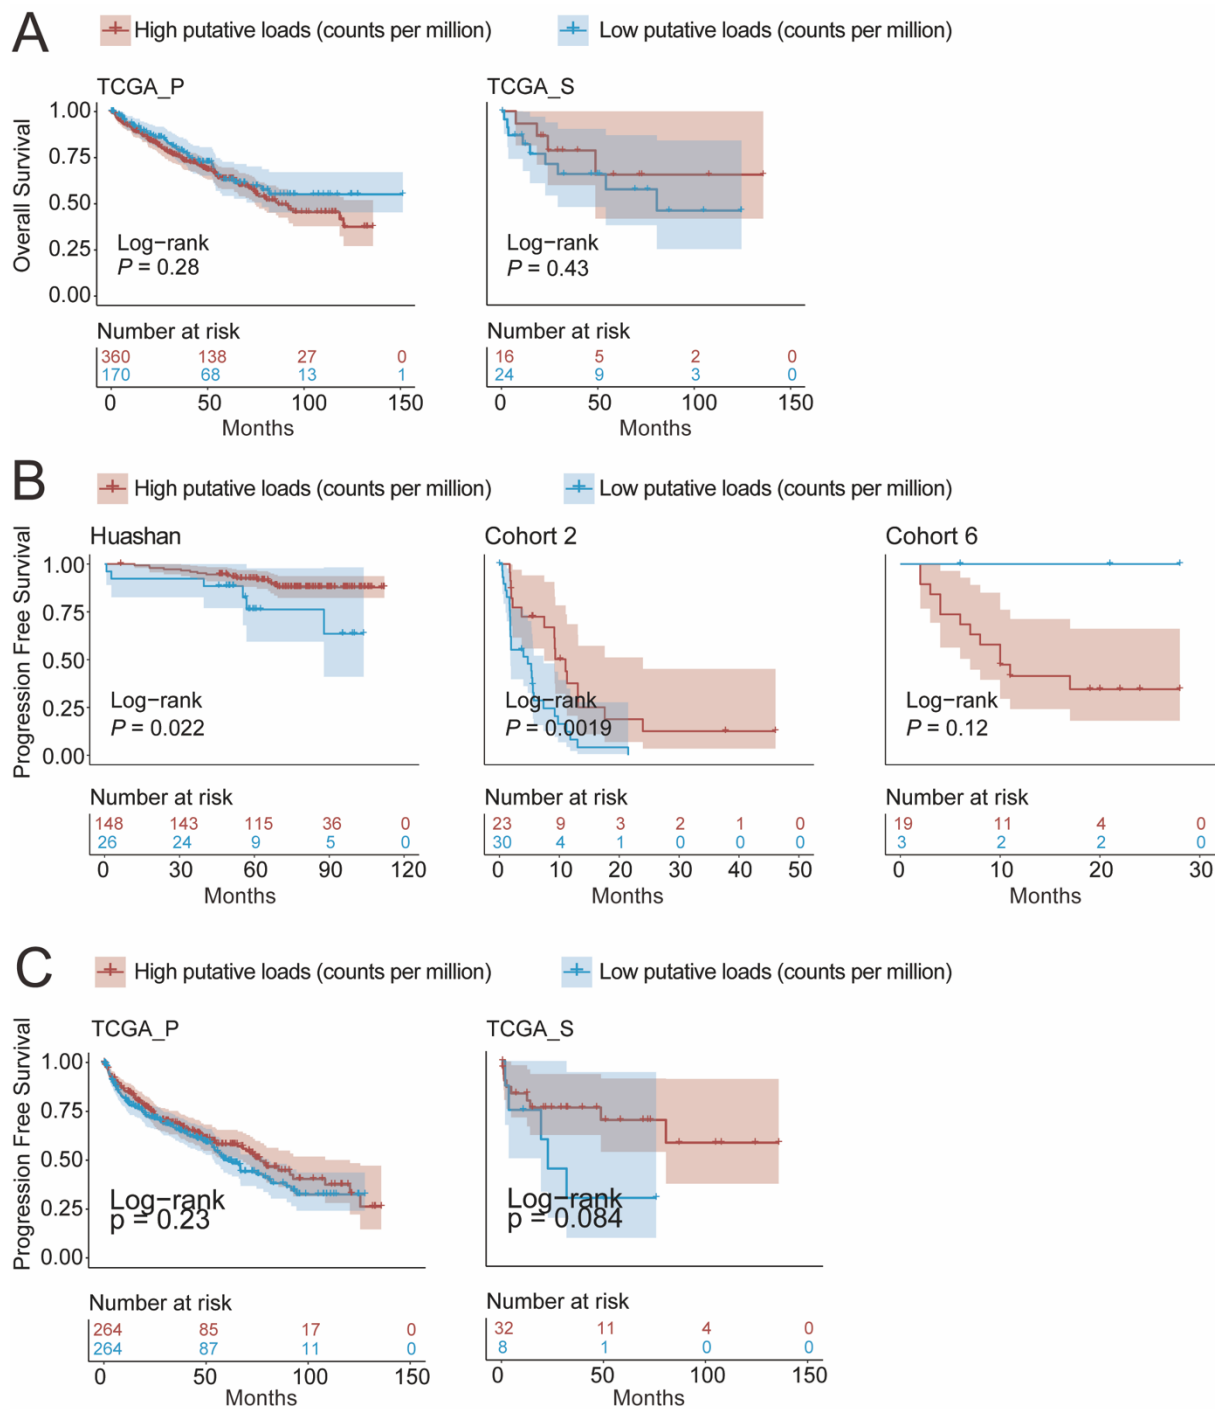 A
High putative loads (counts per million) Low putative loads (counts per million)
TCGA_P TCGA_S
Overall Survival
1.00
0.75
0.50
0.25
0.00
Log−rank
P = 0.28
Log−rank
P = 0.43
Number at risk Number at risk
360 138 27 0 16 5 2 0
170 68 13 1 24 9 3 0
0 50 100 150 0 50 100 150
Months Months
B
High putative loads (counts per million) Low putative loads (counts per million)
Huashan Cohort 2 Cohort 6
Progression Free Survival
1.00
0.75
0.50
0.25
0.00
Log−rank
P = 0.022
Log−rank
P = 0.0019
Log−rank
P = 0.12
Number at risk Number at risk Number at risk
148 143 115 36 0 23 9 3 2 1 0 19 11 4 0
26 24 9 5 0 30 4 1 0 0 0 3 2 2 0
0 30 60 90 120 0 10 20 30 40 50 0 10 20 30
Months Months Months
C
High putative loads (counts per million) Low putative loads (counts per million)
TCGA_P TCGA_S
Progression Free Survival
1.00
0.75
0.50
0.25
0.00
Log−rank
p = 0.23
Log−rank
p = 0.084
Number at risk Number at risk
264 85 17 0 32 11 4 0
264 87 11 0 8 1 0 0
0 50 100 150 0 50 100 150
Months Months